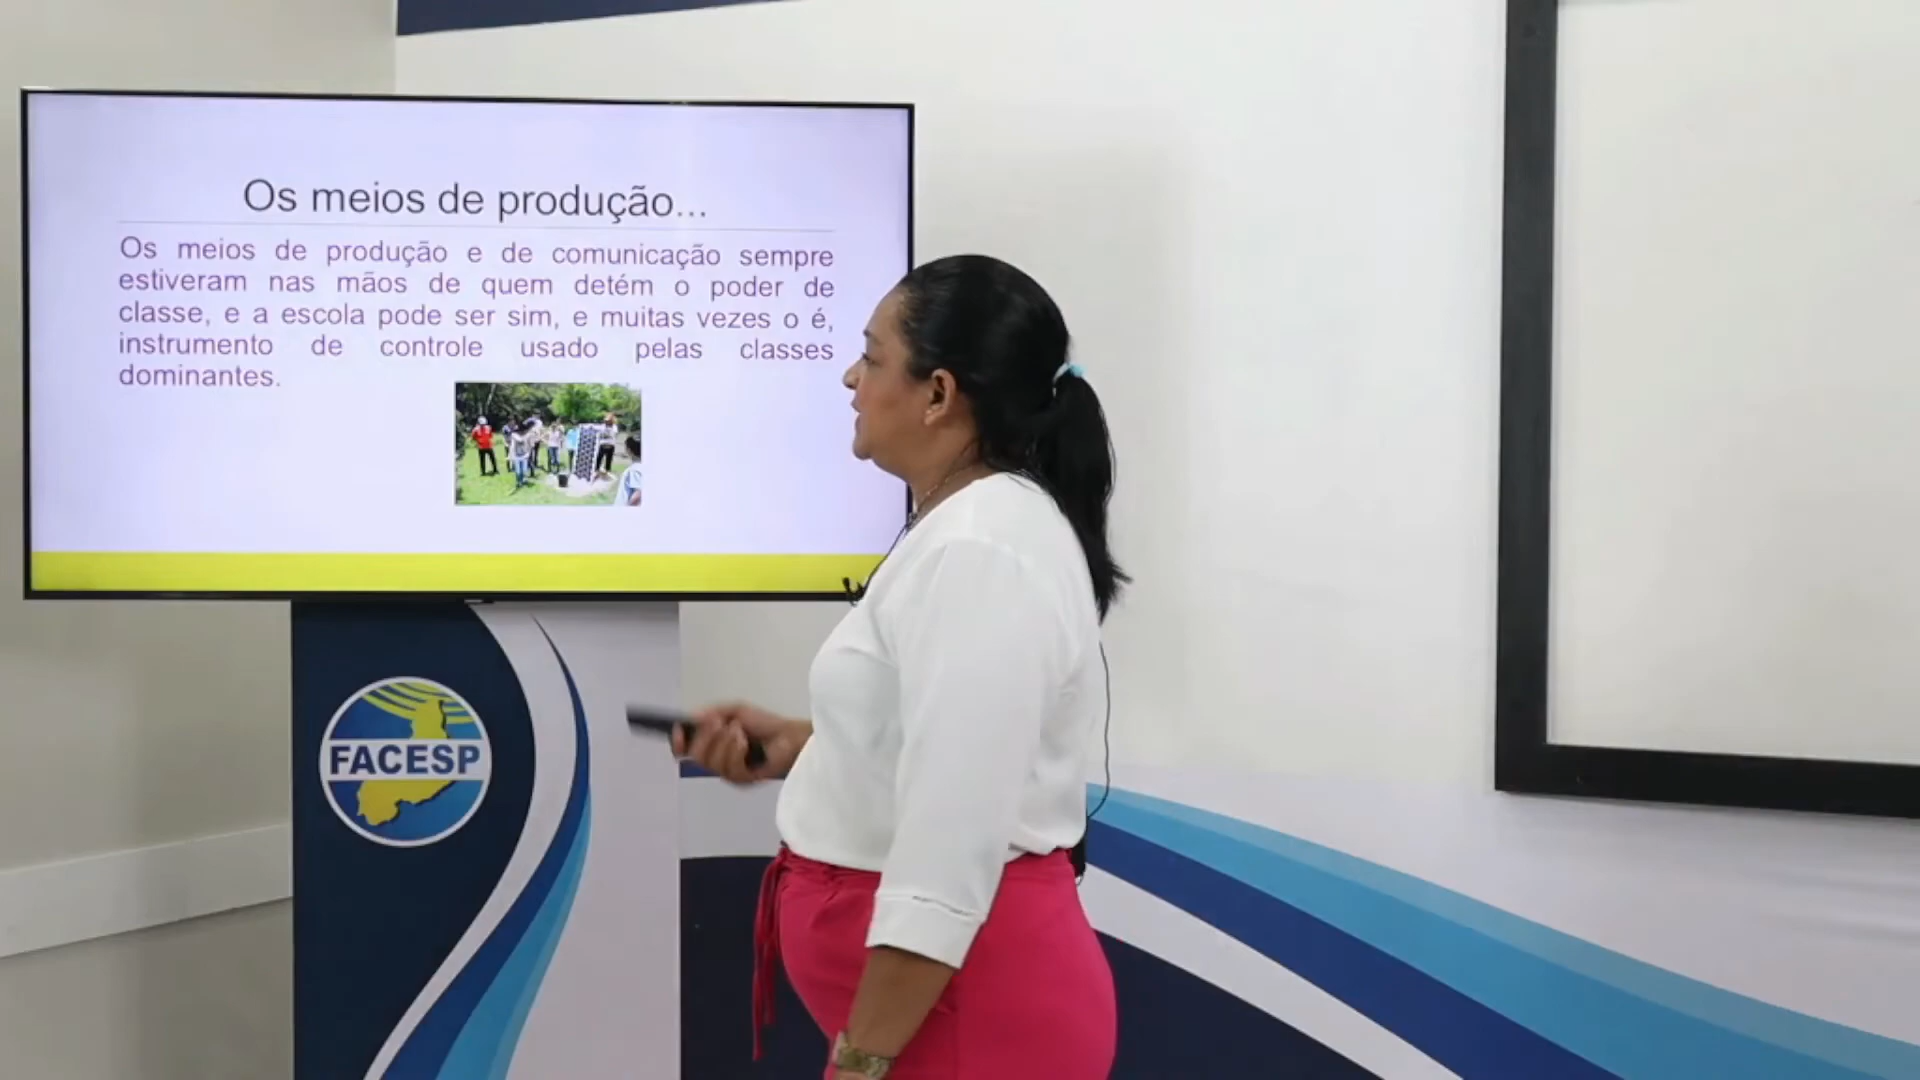 Os meios de produção...
Os meios de produção e de comunicação sempre
estiveram nas mãos de quem detém o poder de
classe, e a escola pode ser sim, e muitas vezes o é,
instrumento de controle usado pelas classes
dominantes.
FACESP